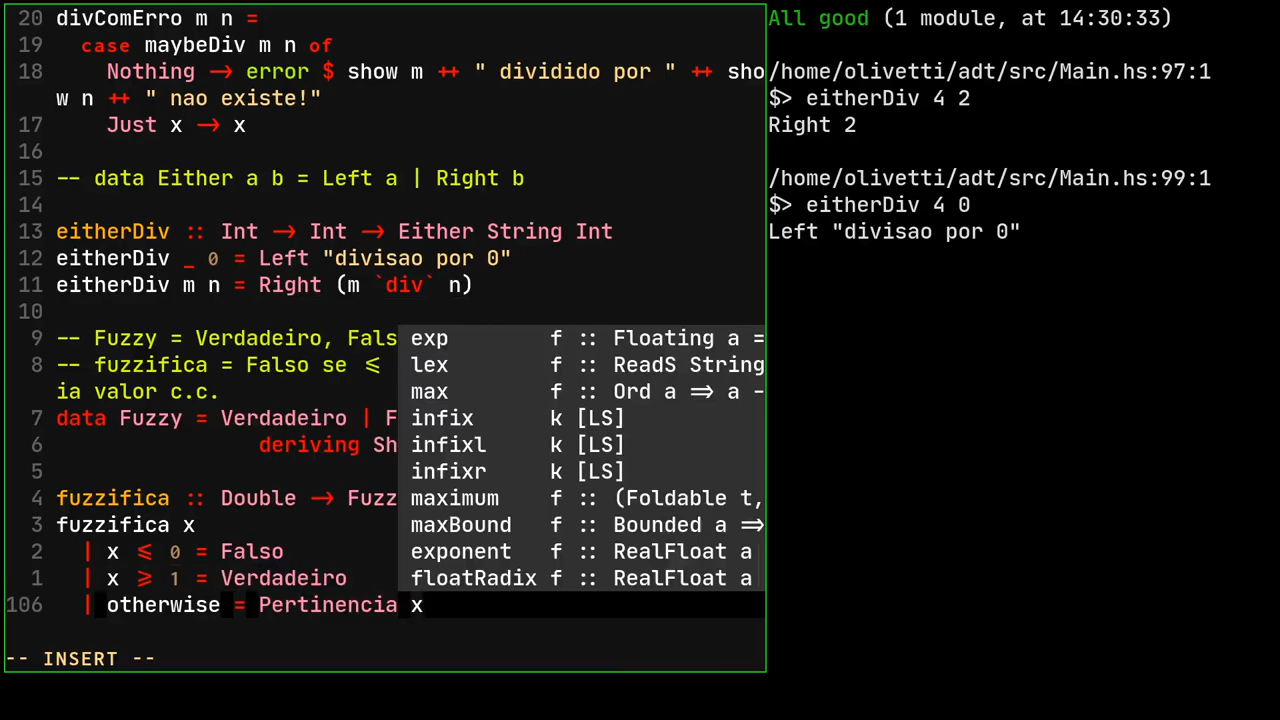 20 divComErro m n =
19   case maybeDiv m n of
18     Nothing -> error $ show m ++ " dividido por " ++ sho
w n ++ " nao existe!"
17     Just x -> x
16
15 -- data Either a b = Left a | Right b
14
13 eitherDiv :: Int -> Int -> Either String Int
12 eitherDiv _ 0 = Left "divisao por 0"
11 eitherDiv m n = Right (m `div` n)
10
9 -- Fuzzy = Verdadeiro, Fals
8 -- fuzzifica = Falso se <=
ia valor c.c.
7 data Fuzzy = Verdadeiro | F
6                 deriving Sh
5
4 fuzzifica :: Double -> Fuzz
3 fuzzifica x
2   | x <= 0 = Falso
1   | x >= 1 = Verdadeiro
106   | otherwise = Pertinencia x
exp f :: Floating a =
lex f :: ReadS String
max f :: Ord a => a -
infix k [LS]
infixl k [LS]
infixr k [LS]
maximum f :: (Foldable t,
maxBound f :: Bounded a =>
exponent f :: RealFloat a
floatRadix f :: RealFloat a
-- INSERT --
All good (1 module, at 14:30:33)
/home/olivetti/adt/src/Main.hs:97:1
$> eitherDiv 4 2
Right 2
/home/olivetti/adt/src/Main.hs:99:1
$> eitherDiv 4 0
Left "divisao por 0"